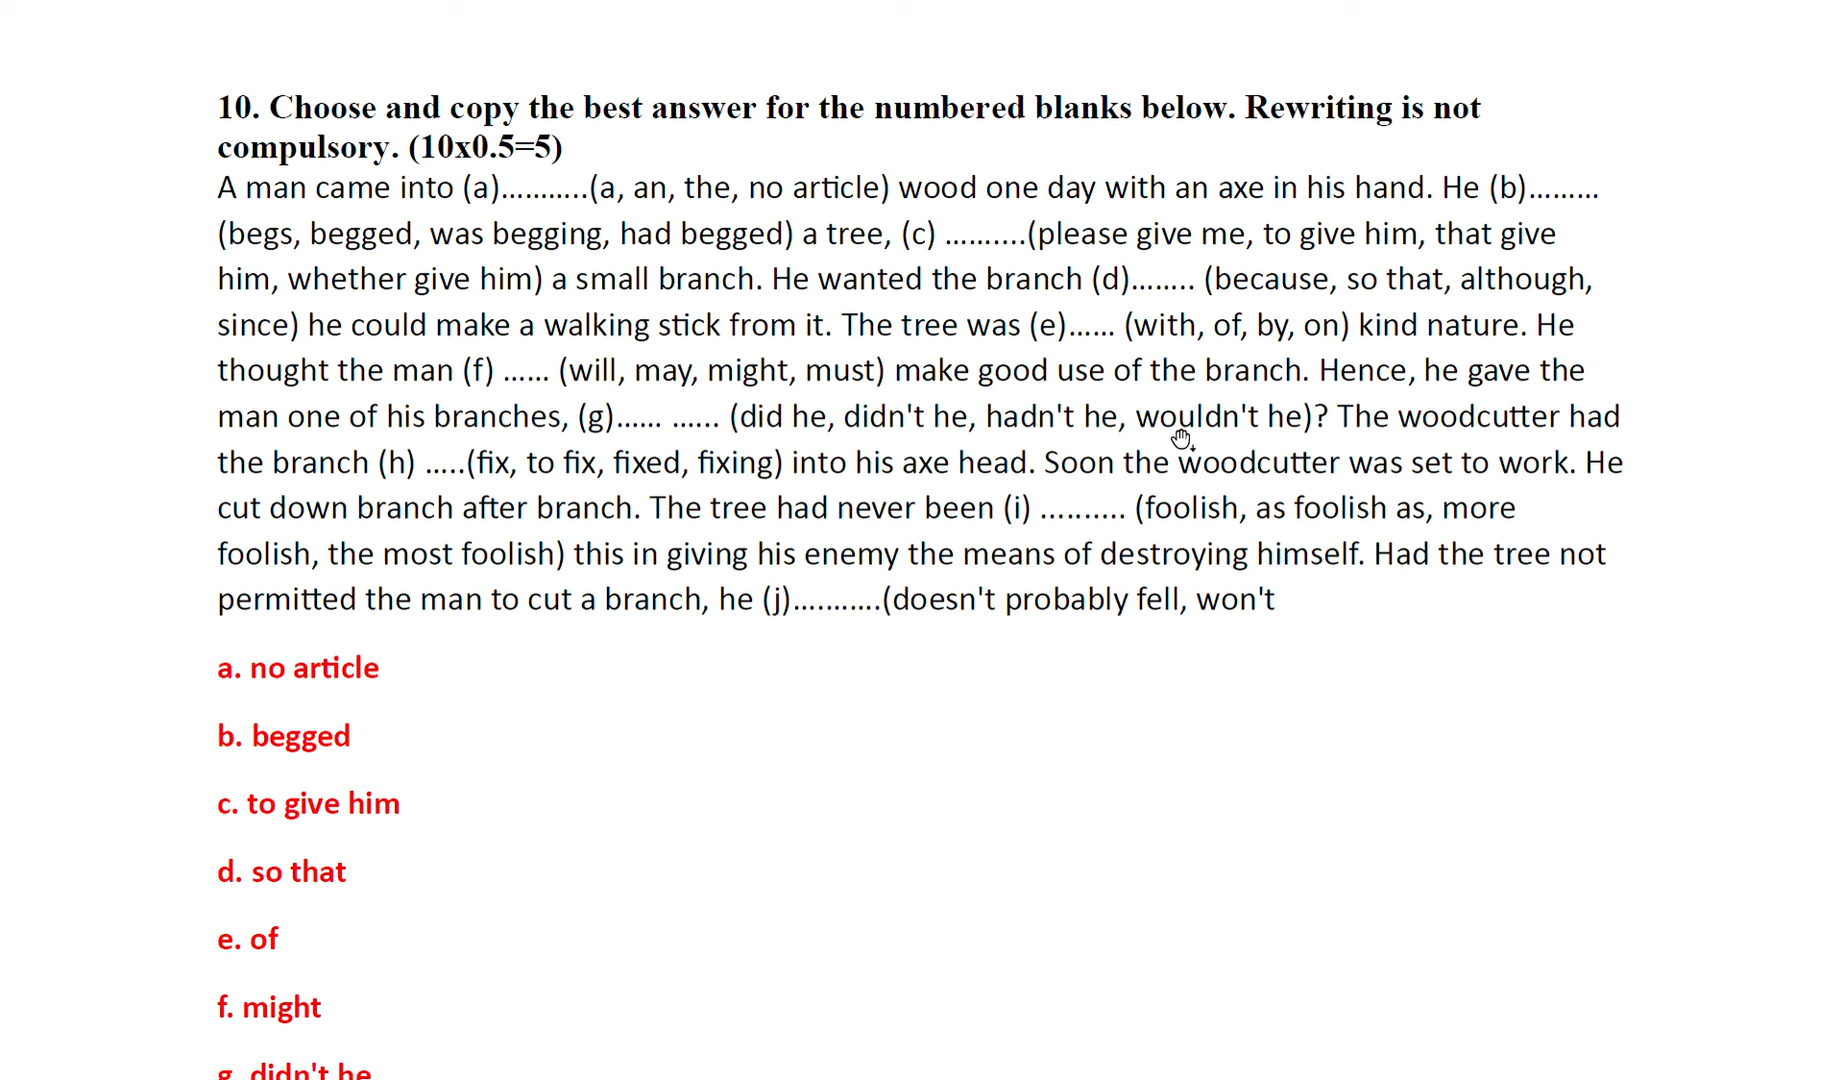 10. Choose and copy the best answer for the numbered blanks below. Rewriting is not
compulsory. (10x0.5=5)
A man came into (a)...........(a, an, the, no article) wood one day with an axe in his hand. He (b).........
(begs, begged, was begging, had begged) a tree, (c) ..........(please give me, to give him, that give
him, whether give him) a small branch. He wanted the branch (d)........ (because, so that, although,
since) he could make a walking stick from it. The tree was (e)...... (with, of, by, on) kind nature. He
thought the man (f) ...... (will, may, might, must) make good use of the branch. Hence, he gave the
man one of his branches, (g)...... ...... (did he, didn't he, hadn't he, wouldn't he)? The woodcutter had
the branch (h) .....(fix, to fix, fixed, fixing) into his axe head. Soon the woodcutter was set to work. He
cut down branch after branch. The tree had never been (i) .......... (foolish, as foolish as, more
foolish, the most foolish) this in giving his enemy the means of destroying himself. Had the tree not
permitted the man to cut a branch, he (j)...........(doesn't probably fell, won't
a. no article
b. begged
c. to give him
d. so that
e. of
f. might
g. didn't he